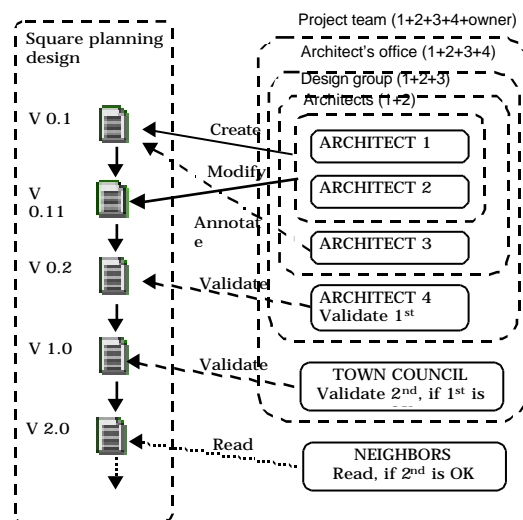 Project team (1+2+3+4+owner)
Architect's office (1+2+3+4)
Design group (1+2+3)
Architects (1+2)
Square planning
design
V 0.1
Create
ARCHITECT 1
Modify
ARCHITECT 2
V
0.11
Annotat
e
ARCHITECT 3
V 0.2
Validate
ARCHITECT 4
Validate 1st
V 1.0
Validate
TOWN COUNCIL
Validate 2nd, if 1st is
V 2.0
Read
NEIGHBORS
Read, if 2nd is OK